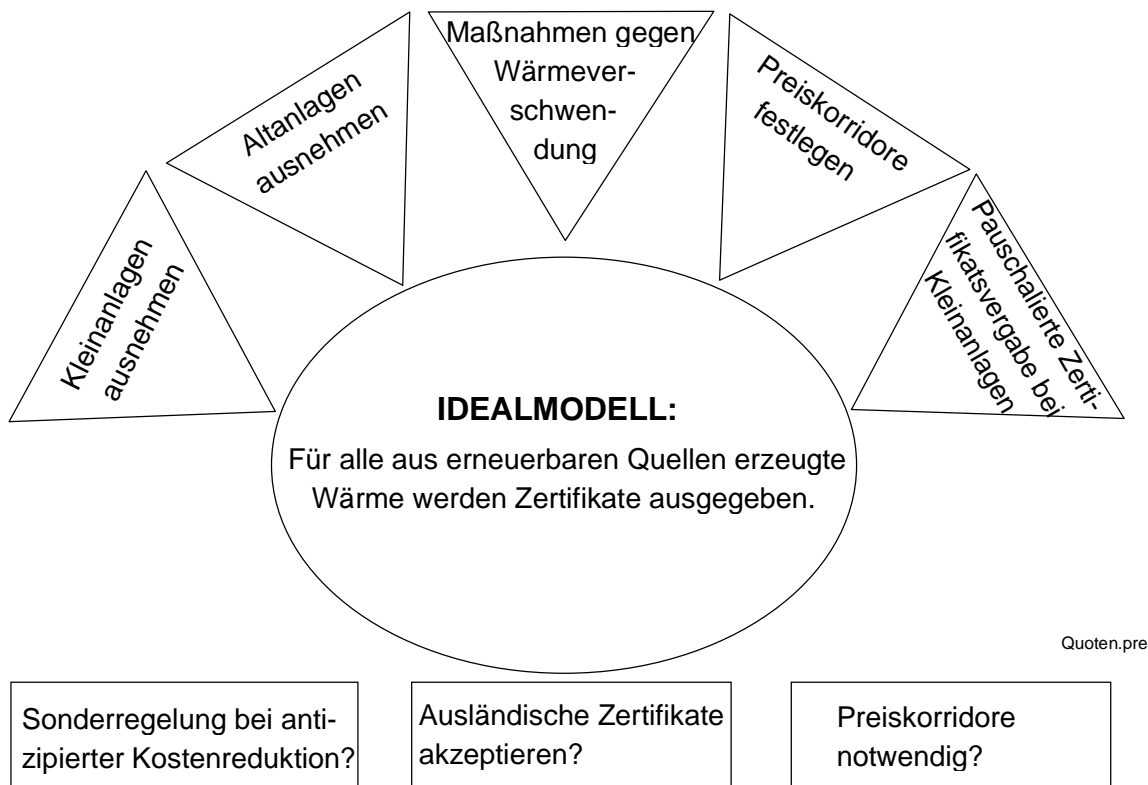 Kleinanlagen
ausnehmen
Altanlagen
ausnehmen
Maßnahmen gegen
Wärmever-
schwen-
dung
Preiskorridore
festlegen
Pauschalierte Zerti-
fikatsvergabe bei
Kleinanlagen
IDEALMODELL:
Für alle aus erneuerbaren Quellen erzeugte
Wärme werden Zertifikate ausgegeben.
Quoten.pre
Sonderregelung bei anti-
zipierter Kostenreduktion?
Ausländische Zertifikate
akzeptieren?
Preiskorridore
notwendig?